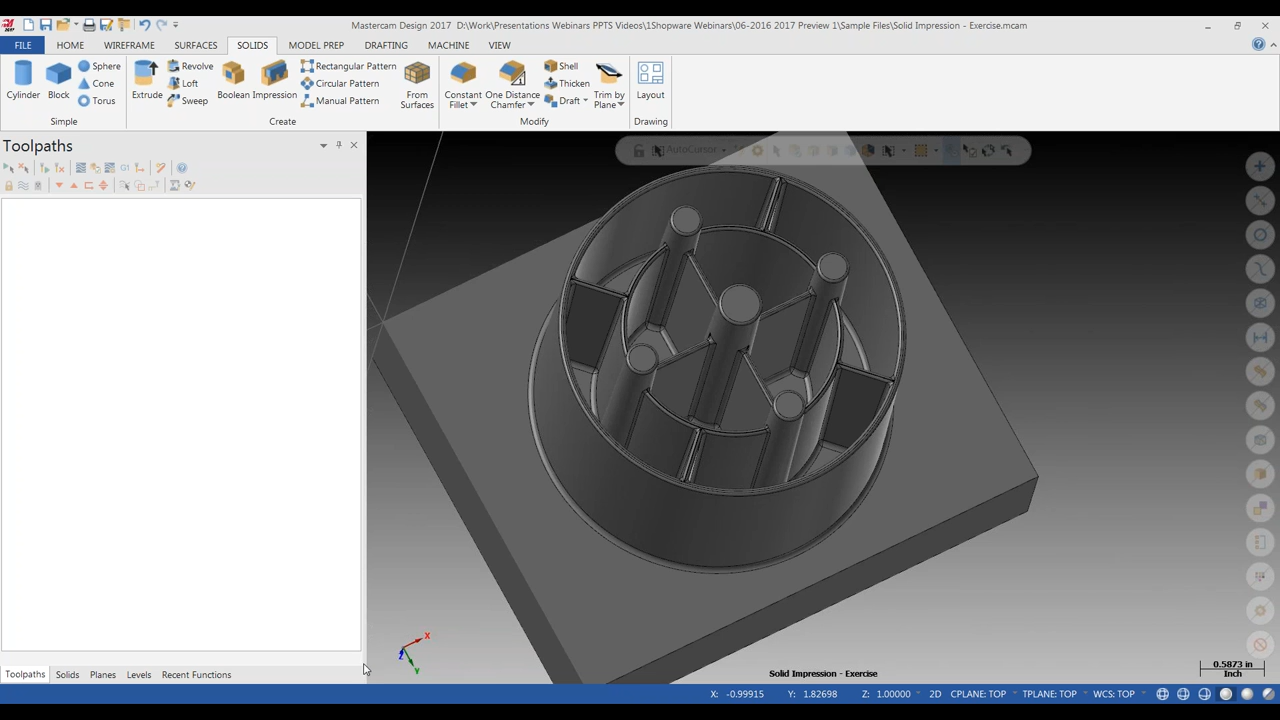 Mastercam Design 2017  D:\Work\Presentations Webinars PPTS Videos\1Shopware Webinars\06-2016 2017 Preview 1\Sample Files\Solid Impression - Exercise.mcam
FILE HOME WIREFRAME SURFACES SOLIDS MODEL PREP DRAFTING MACHINE VIEW
Sphere Revolve Rectangular Pattern Shell
Cone Loft Circular Pattern Thicken
Cylinder Block Extrude Boolean Impression From Surfaces Constant Fillet One Distance Chamfer Trim by Plane Layout
Torus Sweep Manual Pattern Draft
Simple Create Modify Drawing
Toolpaths
AutoCursor
G1
X
Z
Y
Toolpaths Solids Planes Levels Recent Functions
Solid Impression - Exercise
0.5873 in
Inch
X: -0.99915 Y: 1.82698 Z: 1.00000 2D CPLANE: TOP TPLANE: TOP WCS: TOP